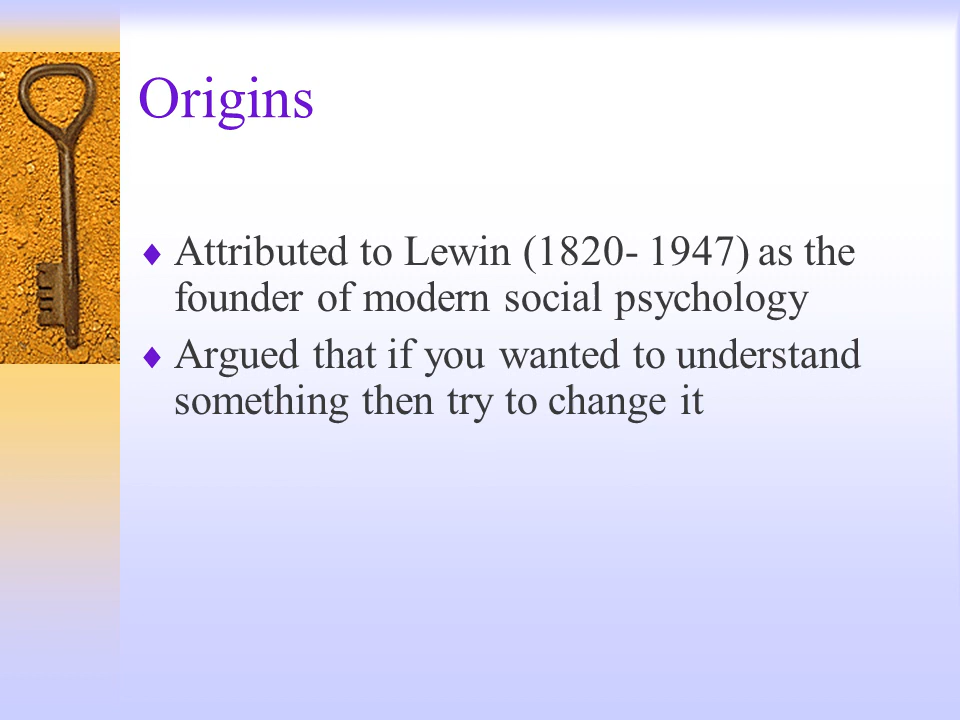 Origins
♦ Attributed to Lewin (1820- 1947) as the
founder of modern social psychology
♦ Argued that if you wanted to understand
something then try to change it